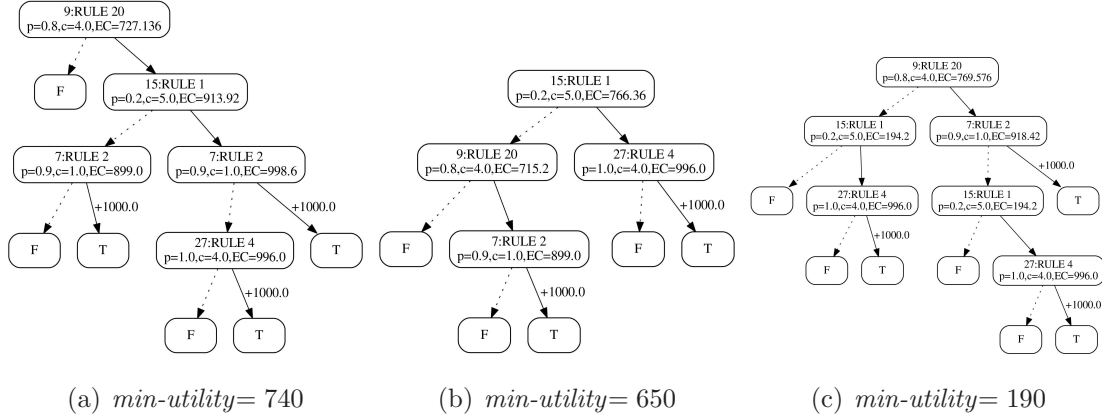 9:RULE 20
p=0.8,c=4.0,EC=727.136
F
15:RULE 1
p=0.2,c=5.0,EC=913.92
7:RULE 2
p=0.9,c=1.0,EC=899.0
7:RULE 2
p=0.9,c=1.0,EC=998.6
F
+1000.0
T
27:RULE 4
p=1.0,c=4.0,EC=996.0
+1000.0
T
F
+1000.0
T
(a) min-utility= 740
15:RULE 1
p=0.2,c=5.0,EC=766.36
9:RULE 20
p=0.8,c=4.0,EC=715.2
27:RULE 4
p=1.0,c=4.0,EC=996.0
F
7:RULE 2
p=0.9,c=1.0,EC=899.0
F
+1000.0
T
F
+1000.0
T
(b) min-utility= 650
9:RULE 20
p=0.8,c=4.0,EC=769.576
15:RULE 1
p=0.2,c=5.0,EC=194.2
7:RULE 2
p=0.9,c=1.0,EC=918.42
F
27:RULE 4
p=1.0,c=4.0,EC=996.0
15:RULE 1
p=0.2,c=5.0,EC=194.2
+1000.0
T
F
+1000.0
T
F
27:RULE 4
p=1.0,c=4.0,EC=996.0
F
+1000.0
T
(c) min-utility= 190